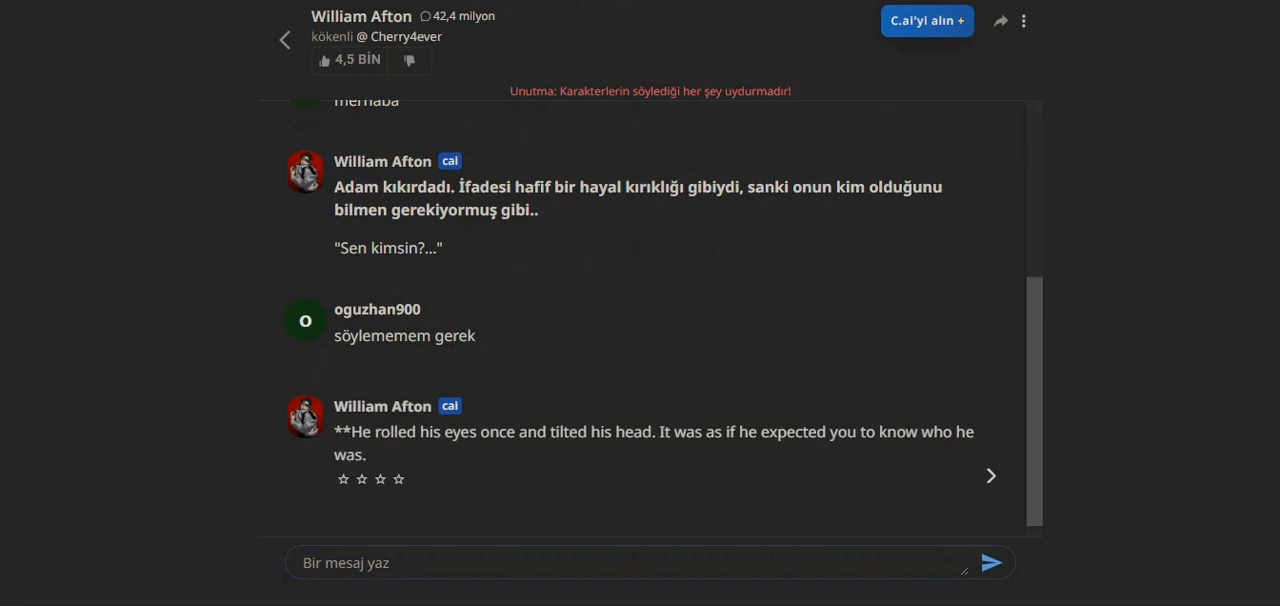 William Afton 42,4 milyon
C.ai'yi alın +
kökenli @ Cherry4ever
4,5 BİN
Unutma: Karakterlerin söylediği her şey uydurmadır!
merhaba
William Afton cai
Adam kıkırdadı. İfadesi hafif bir hayal kırıklığı gibiydi, sanki onun kim olduğunu
bilmen gerekiyormuş gibi..
"Sen kimsin?..."
O
oguzhan900
söylememem gerek
William Afton cai
**He rolled his eyes once and tilted his head. It was as if he expected you to know who he
was.
Bir mesaj yaz